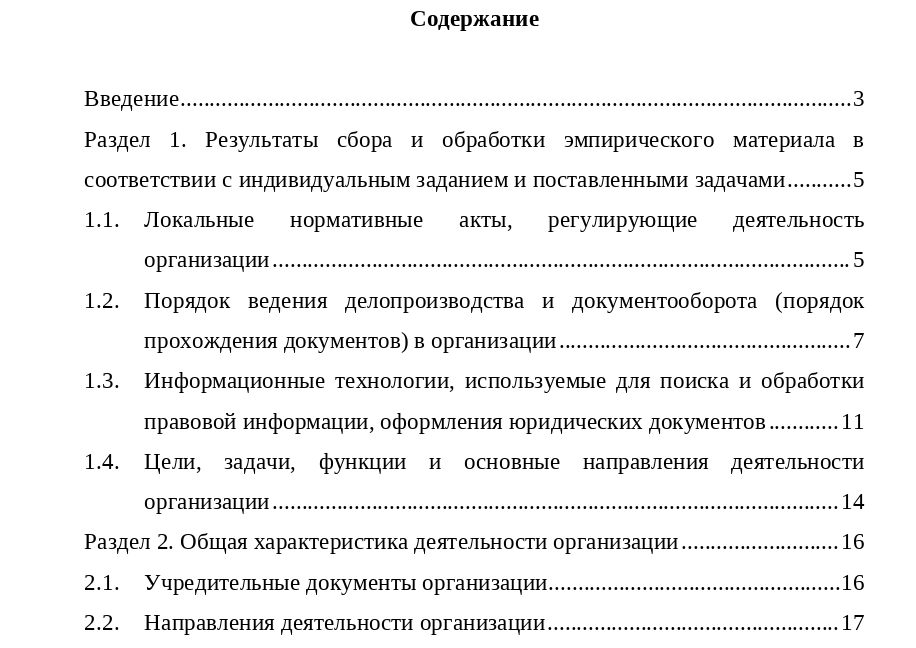 Содержание
Введение.................................................................................................................3
Раздел 1. Результаты сбора и обработки эмпирического материала в
соответствии с индивидуальным заданием и поставленными задачами...........5
1.1. Локальные нормативные акты, регулирующие деятельность
организации..................................................................................................5
1.2. Порядок ведения делопроизводства и документооборота (порядок
прохождения документов) в организации..................................................7
1.3. Информационные технологии, используемые для поиска и обработки
правовой информации, оформления юридических документов............11
1.4. Цели, задачи, функции и основные направления деятельности
организации................................................................................................14
Раздел 2. Общая характеристика деятельности организации...........................16
2.1. Учредительные документы организации..................................................16
2.2. Направления деятельности организации..................................................17